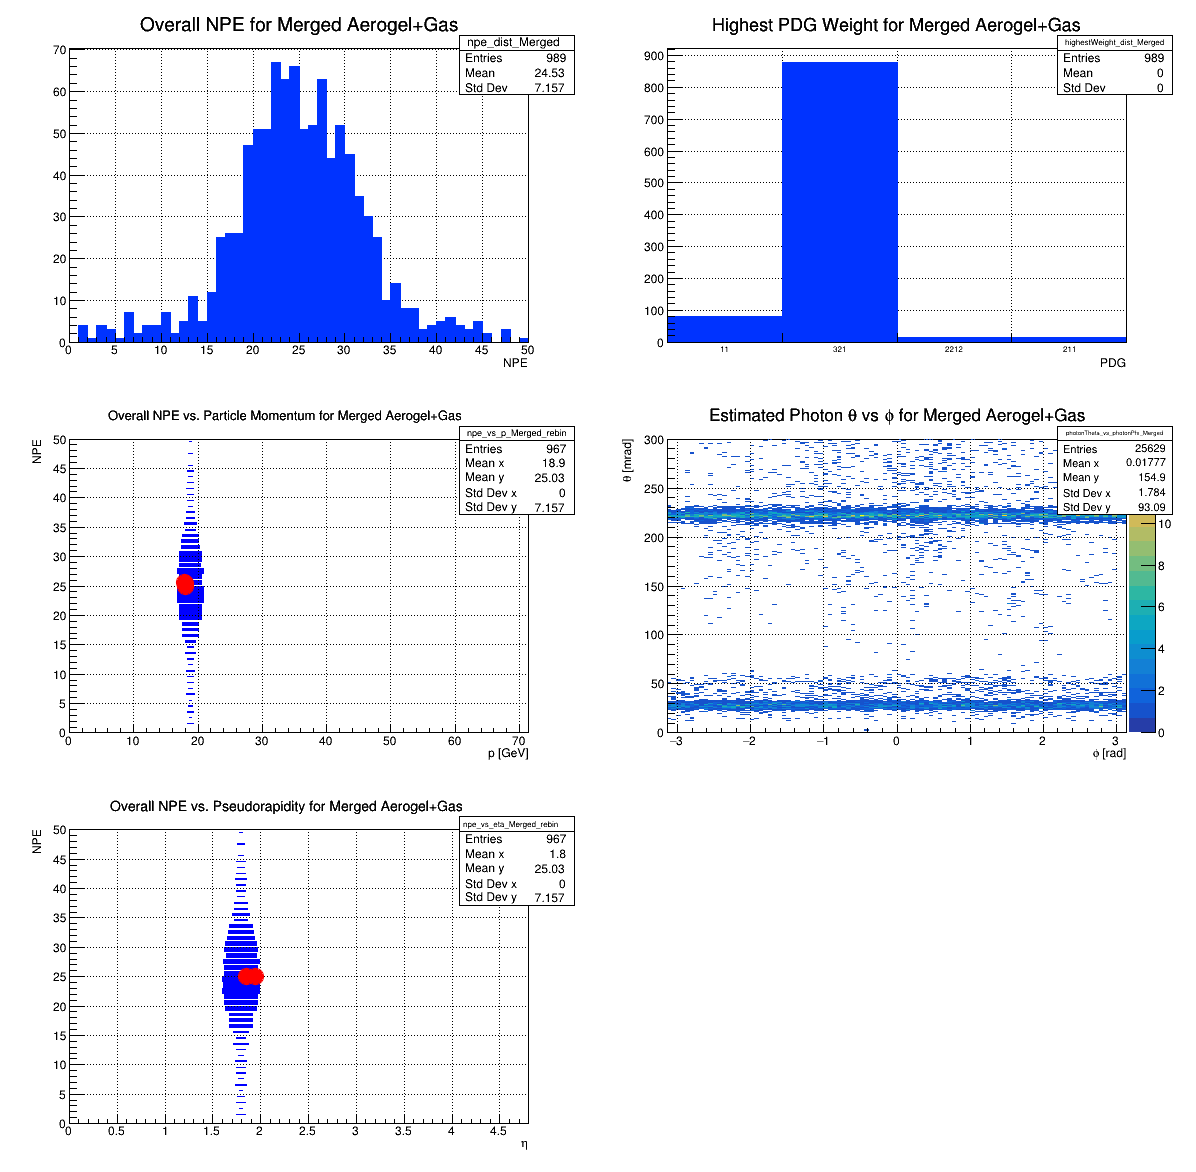 Overall NPE for Merged Aerogel+Gas
npe_dist_Merged
Entries 989
Mean 24.53
Std Dev 7.157
70
60
50
40
30
20
10
0
0 5 10 15 20 25 30 35 40 45 50
NPE
Highest PDG Weight for Merged Aerogel+Gas
highestWeight_dist_Merged
Entries 989
Mean 0
Std Dev 0
900
800
700
600
500
400
300
200
100
0
11 321 2212 211
PDG
Overall NPE vs. Particle Momentum for Merged Aerogel+Gas
NPE
npe_vs_p_Merged_rebin
Entries 967
Mean x 18.9
Mean y 25.03
Std Dev x 0
Std Dev y 7.157
50
45
40
35
30
25
20
15
10
5
0
0 10 20 30 40 50 60 70
p [GeV]
Estimated Photon θ vs ϕ for Merged Aerogel+Gas
θ [mrad]
photonTheta_vs_photonPhi_Merged
Entries 25629
Mean x 0.01777
Mean y 154.9
Std Dev x 1.784
Std Dev y 93.09
300
250
200
150
100
50
0
−3 −2 −1 0 1 2 3
ϕ [rad]
10
8
6
4
2
0
Overall NPE vs. Pseudorapidity for Merged Aerogel+Gas
NPE
npe_vs_eta_Merged_rebin
Entries 967
Mean x 1.8
Mean y 25.03
Std Dev x 0
Std Dev y 7.157
50
45
40
35
30
25
20
15
10
5
0
0 0.5 1 1.5 2 2.5 3 3.5 4 4.5
η